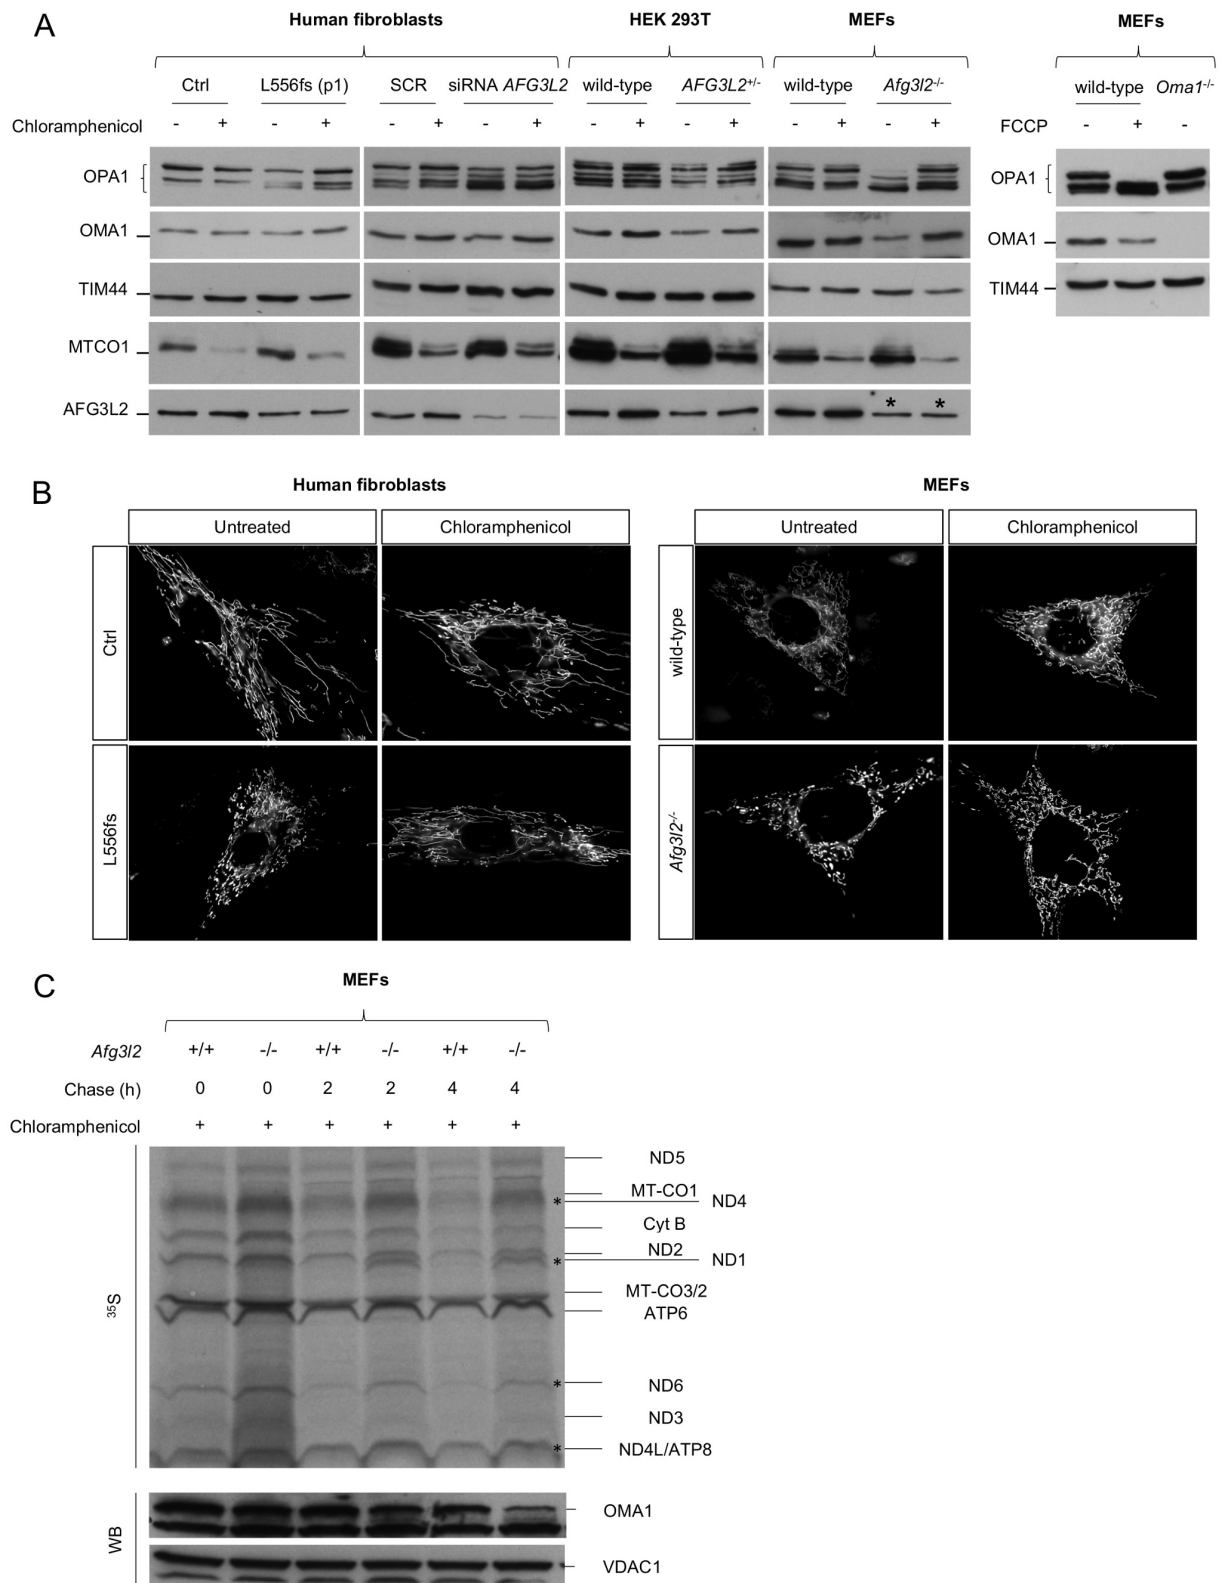 A
Human fibroblasts HEK 293T MEFs MEFs
Ctrl L556fs (p1) SCR siRNA AFG3L2 wild-type AFG3L2+/- wild-type Afg3l2-/- wild-type Oma1-/-
Chloramphenicol - + - + - + - + - + - + - + - + FCCP - + -
OPA1 OPA1
OMA1 OMA1
TIM44 TIM44
MTCO1
AFG3L2 * *
B
Human fibroblasts MEFs
Untreated Chloramphenicol Untreated Chloramphenicol
Ctrl wild-type
L556fs Afg3l2-/-
C
MEFs
Afg3l2 +/+ -/- +/+ -/- +/+ -/-
Chase (h) 0 0 2 2 4 4
Chloramphenicol + + + + + +
35S
ND5
MT-CO1
* ND4
Cyt B
ND2
* ND1
MT-CO3/2
ATP6
* ND6
ND3
* ND4L/ATP8
WB
OMA1
VDAC1